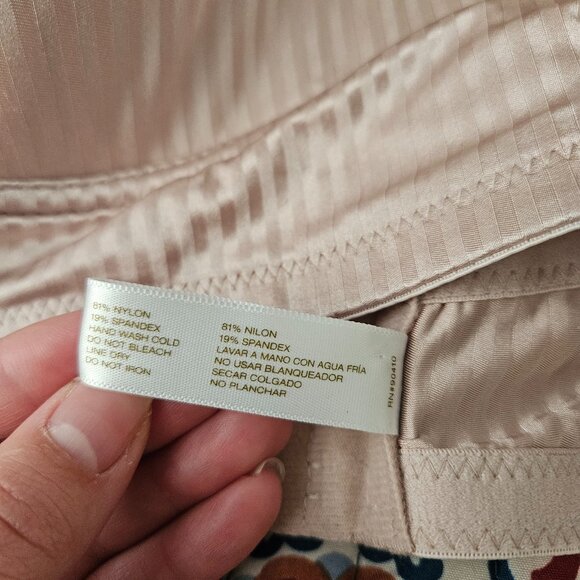 81% NYLON
19% SPANDEX
HAND WASH COLD
DO NOT BLEACH
LINE DRY
DO NOT IRON
81% NILON
19% SPANDEX
LAVAR A MANO CON AGUA FRÍA
NO USAR BLANQUEADOR
SECAR COLGADO
NO PLANCHAR
RN#90410